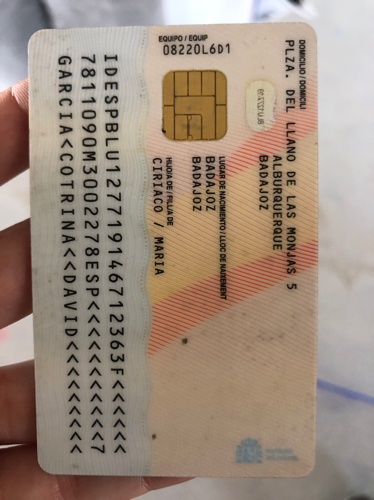 DOMICILIO / DOMICILI
PLZA. DEL LLANO DE LAS MONJAS 5
ALBURQUERQUE
BADAJOZ
LUGAR DE NACIMIENTO / LLOC DE NAIXEMENT
BADAJOZ
BADAJOZ
HIJO/A DE / FILL/A DE
CIRIACO / MARIA
EQUIPO / EQUIP
08220L6D1
IDESPBLU127719146712363F<<<<<<
7811090M3002278ESP<<<<<<<<<<<7
GARCIA<COTRINA<<DAVID<<<<<<<<<